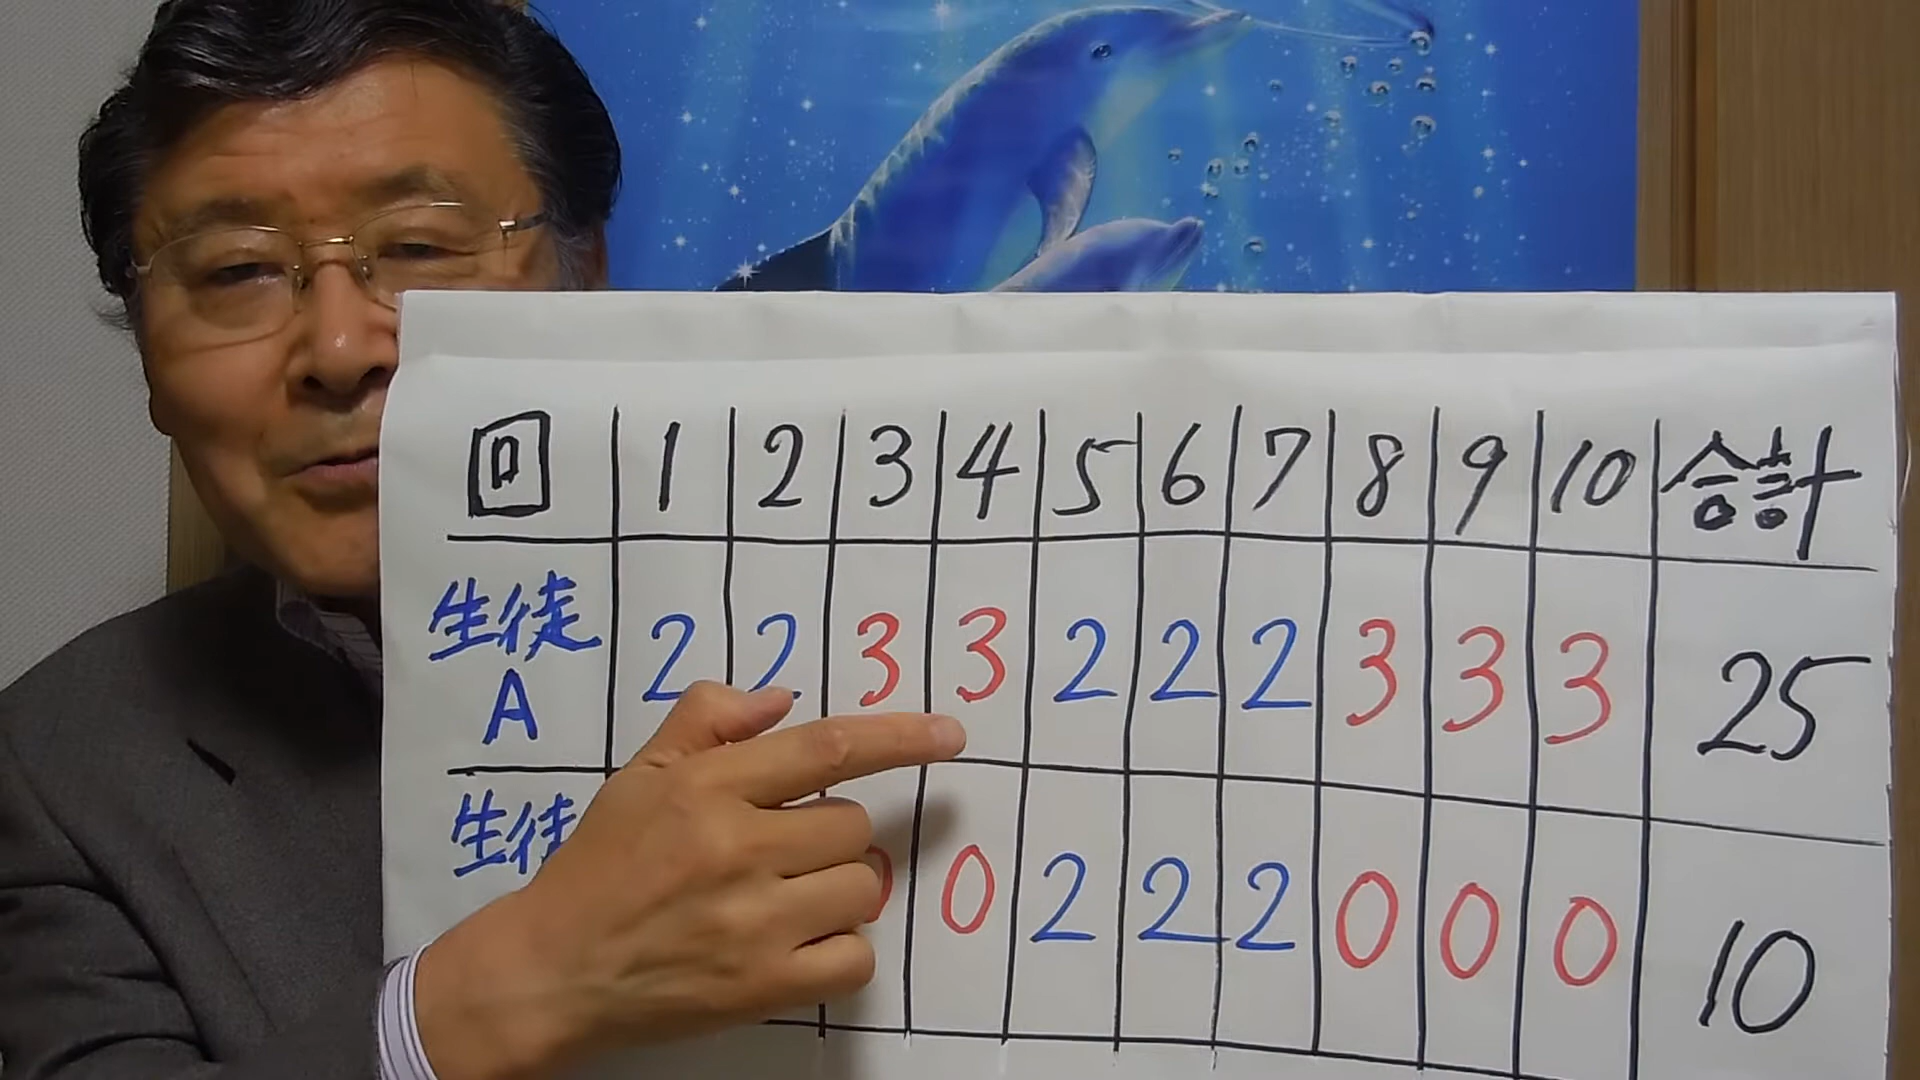 回 1 2 3 4 5 6 7 8 9 10 合計
生徒 A 2 2 3 3 2 2 2 3 3 3 25
生徒 0 0 2 2 2 0 0 0 10